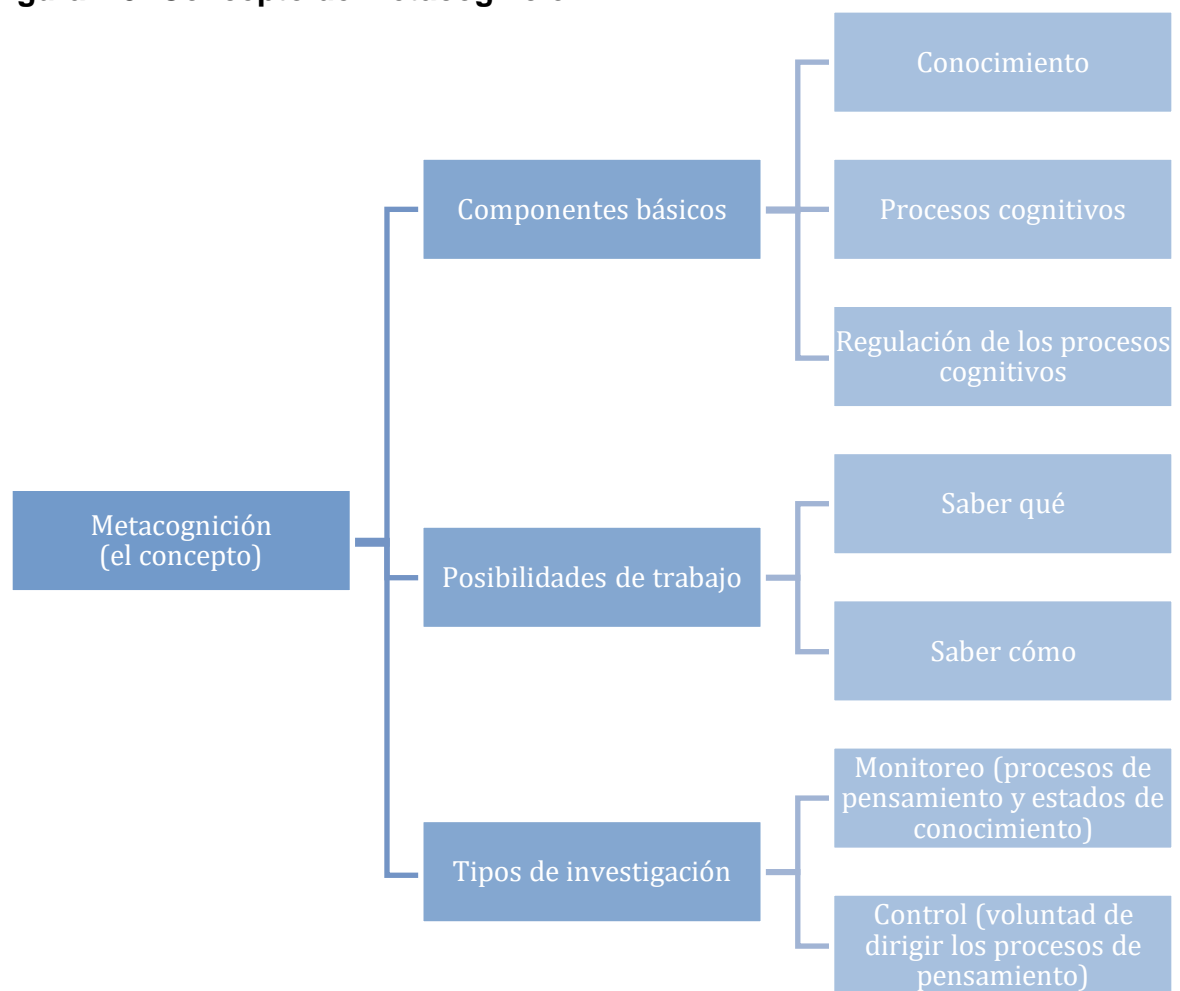 Conocimiento
Componentes básicos
Procesos cognitivos
Regulación de los procesos
cognitivos
Metacognición
(el concepto)
Posibilidades de trabajo
Saber qué
Saber cómo
Tipos de investigación
Monitoreo (procesos de
pensamiento y estados de
conocimiento)
Control (voluntad de
dirigir los procesos de
pensamiento)